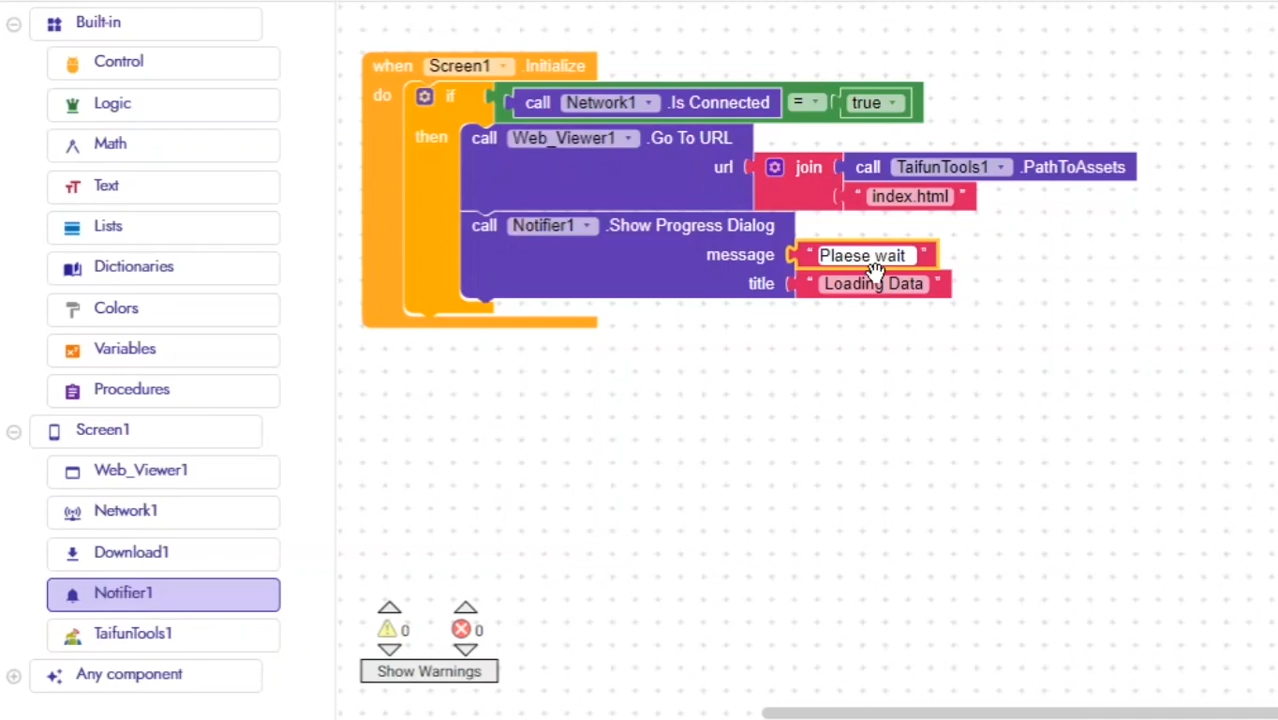 Built-in
Control
Logic
Math
Text
Lists
Dictionaries
Colors
Variables
Procedures
Screen1
Web_Viewer1
Network1
Download1
Notifier1
TaifunTools1
Any component
when Screen1 .Initialize
do if call Network1 .Is Connected = true
then call Web_Viewer1 .Go To URL
url join call TaifunTools1 .PathToAssets
“ index.html ”
call Notifier1 .Show Progress Dialog
message “ Plaese wait ”
title “ Loading Data ”
0 0
Show Warnings